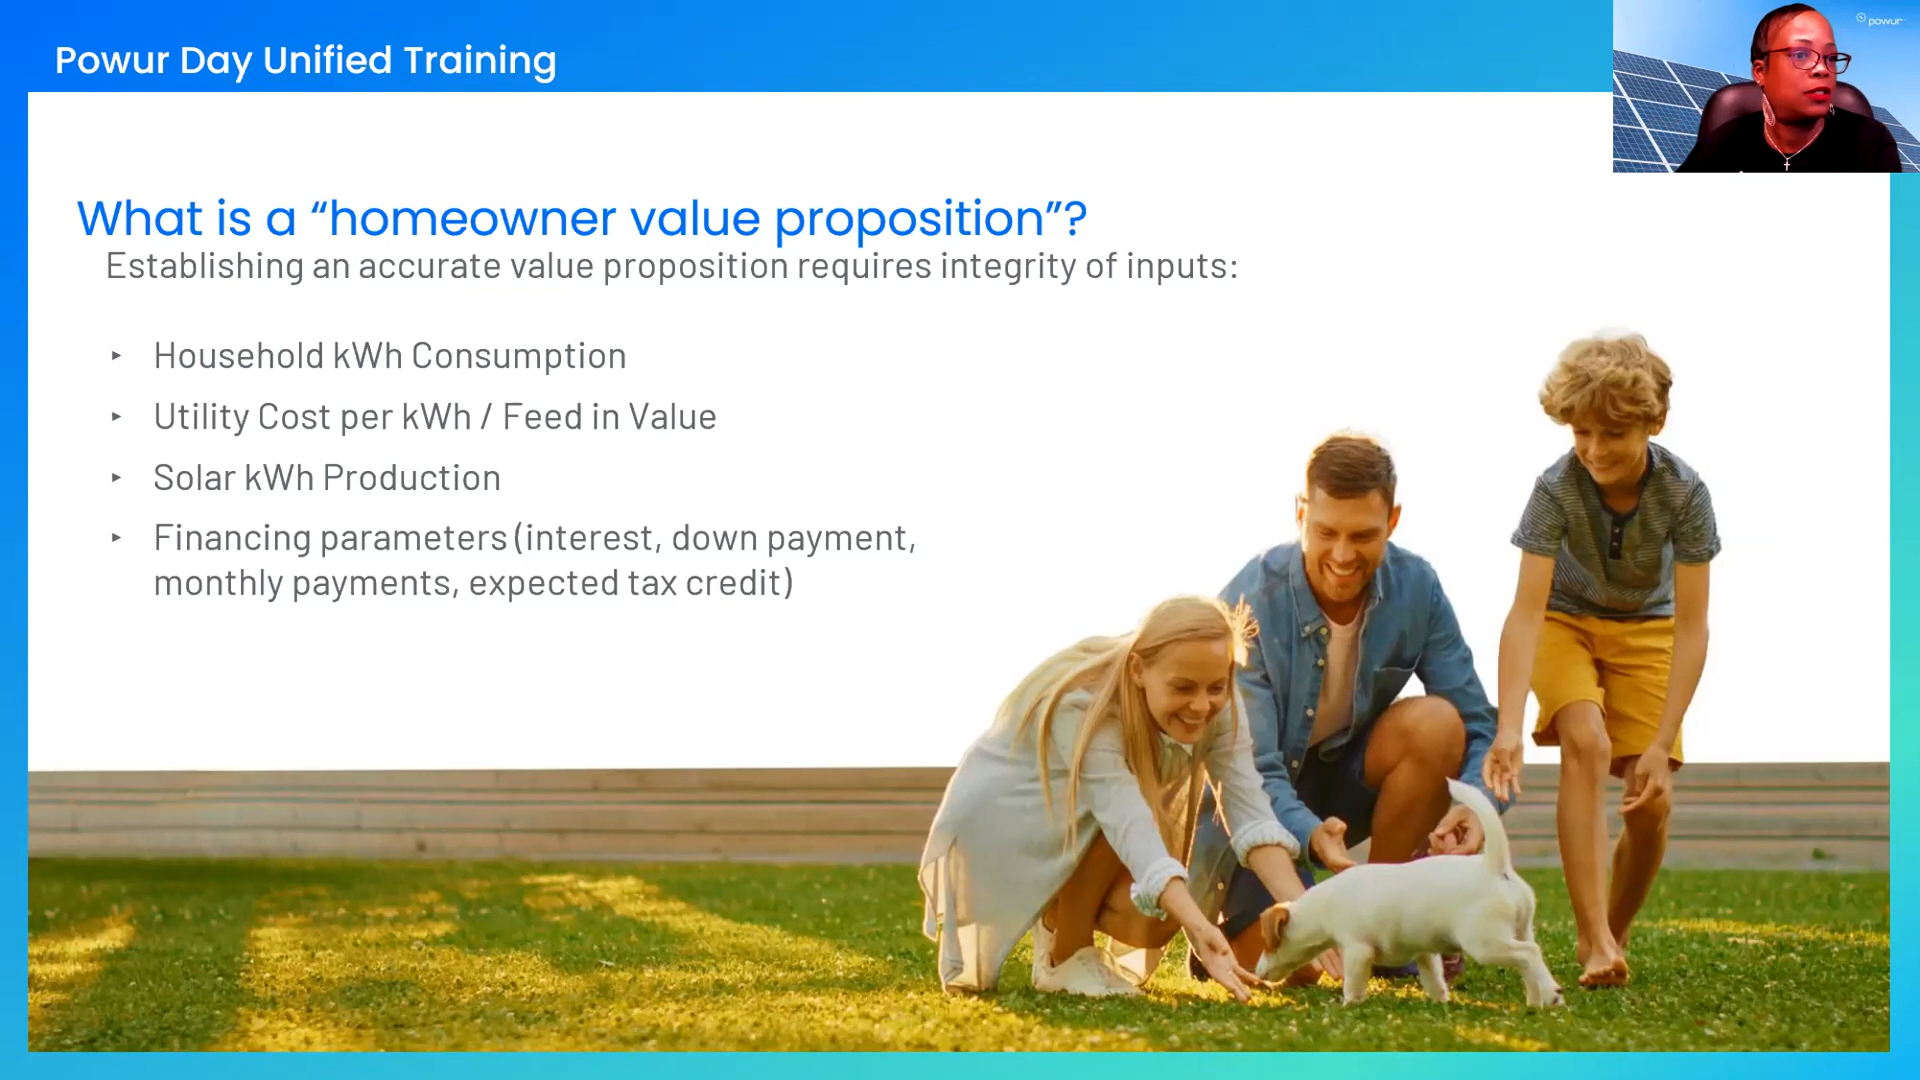 Powur Day Unified Training
powur
What is a “homeowner value proposition”?
Establishing an accurate value proposition requires integrity of inputs:
‣ Household kWh Consumption
‣ Utility Cost per kWh / Feed in Value
‣ Solar kWh Production
‣ Financing parameters (interest, down payment,
monthly payments, expected tax credit)